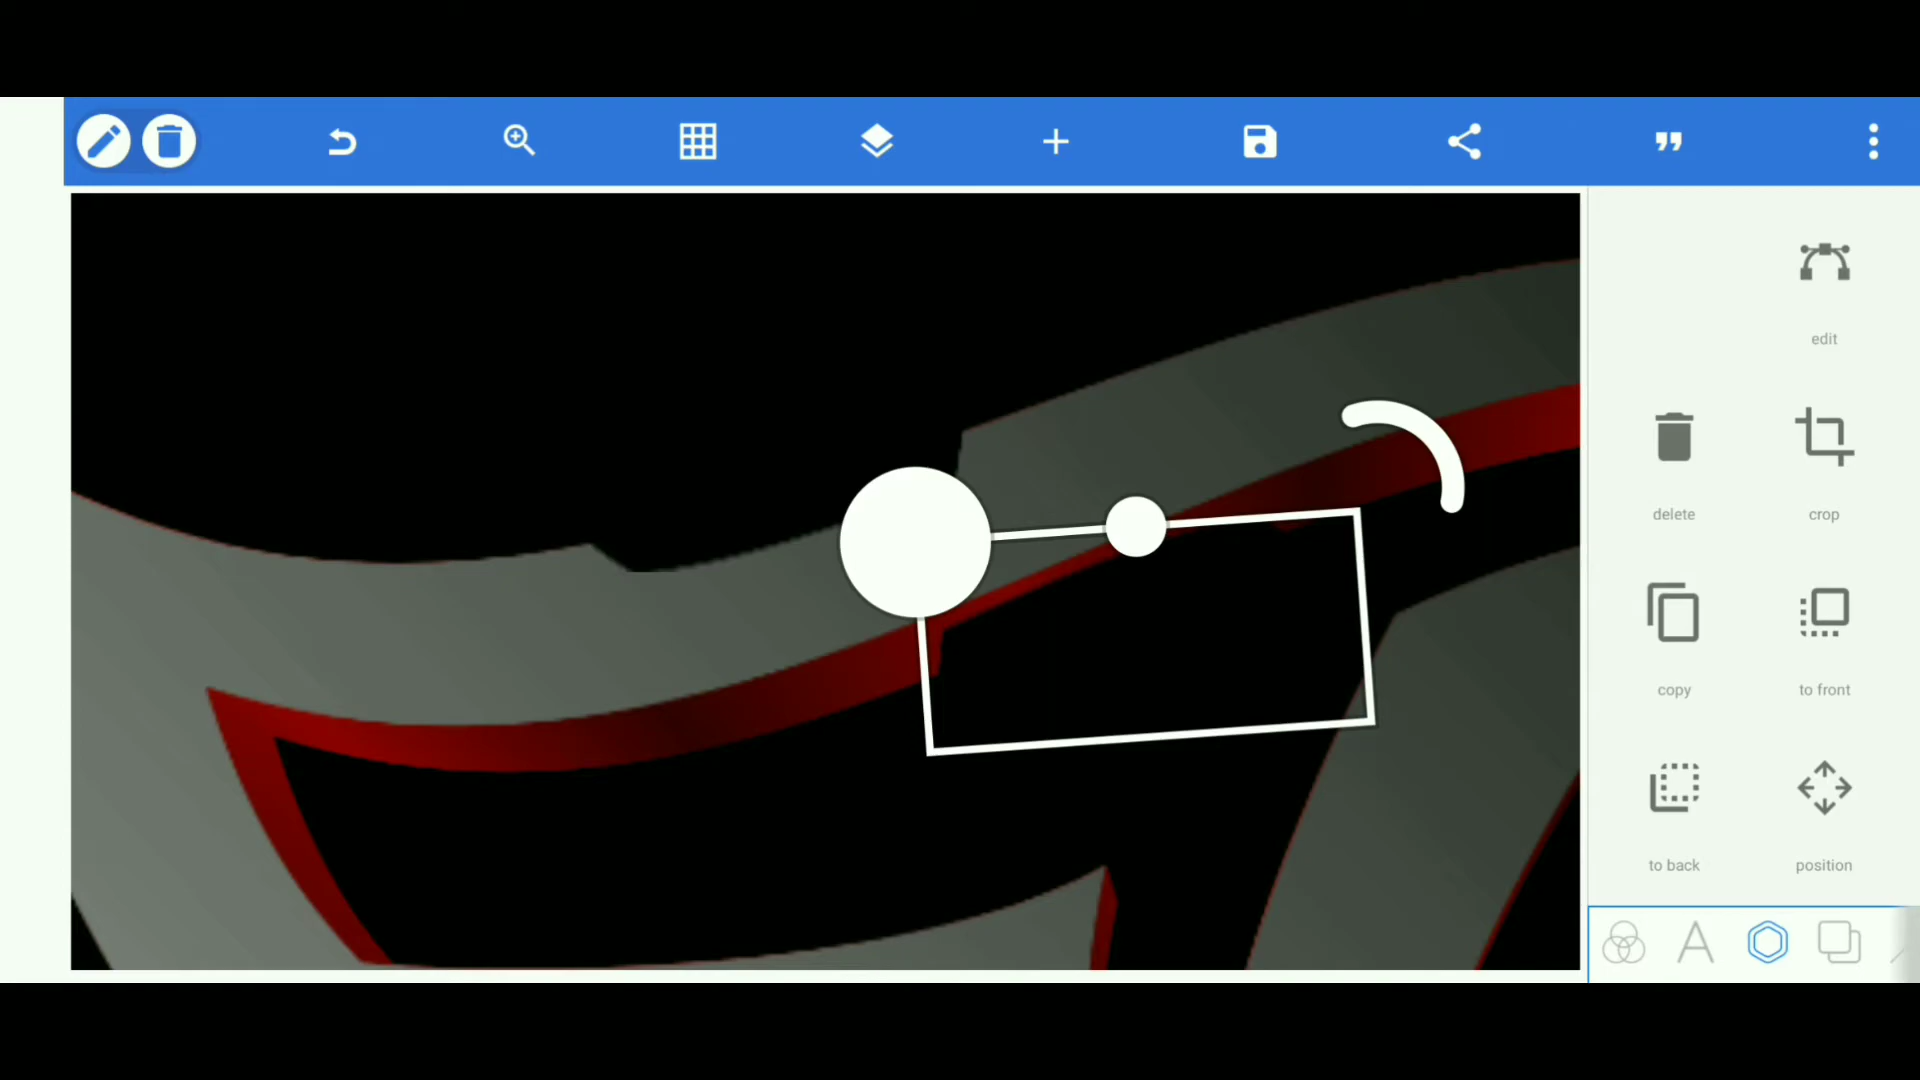 edit
delete
crop
copy
to front
to back
position